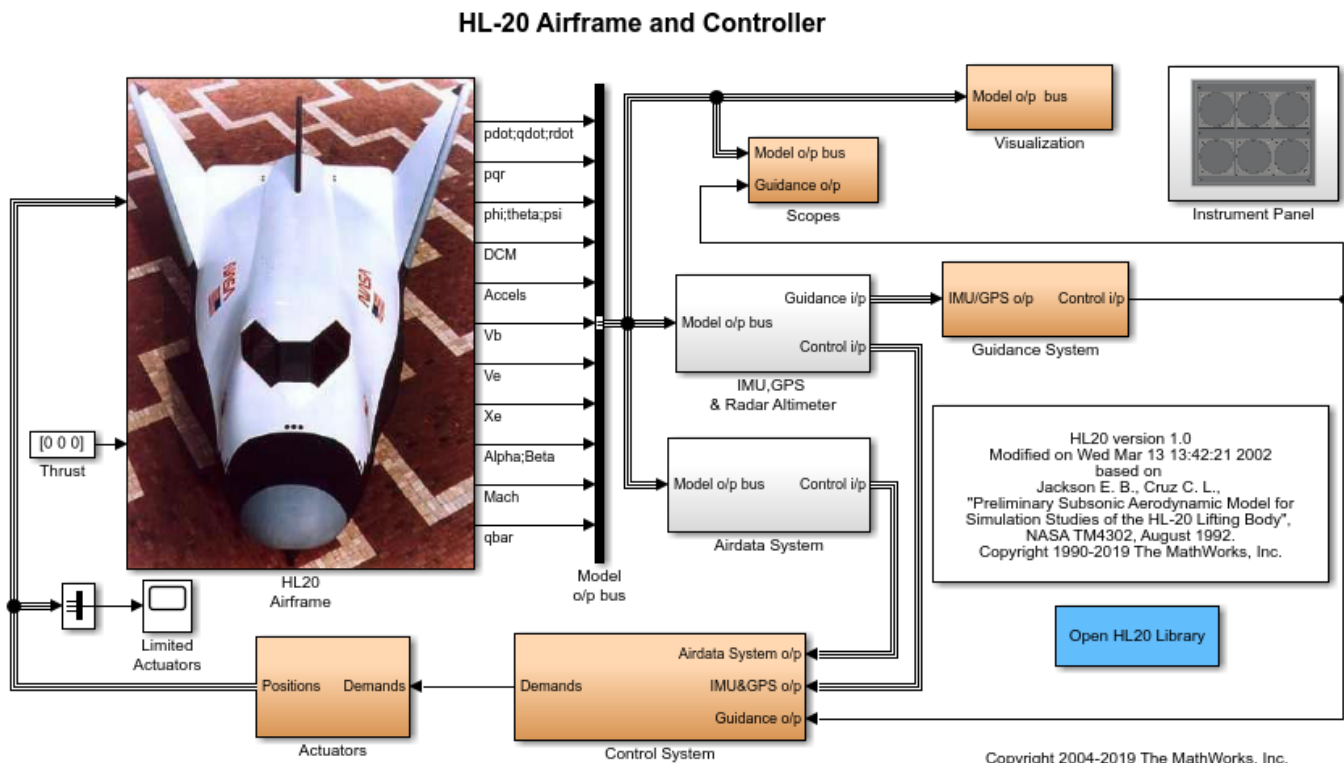 HL-20 Airframe and Controller
pdot;qdot;rdot
pqr
phi;theta;psi
DCM
Accels
Vb
Ve
Xe
Alpha;Beta
Mach
qbar
NASA
[0 0 0]
Thrust
HL20
Airframe
Model
o/p bus
Model o/p  bus
Visualization
Model o/p bus
Guidance o/p
Scopes
Instrument Panel
Guidance i/p
Model o/p bus
Control i/p
IMU,GPS
& Radar Altimeter
IMU/GPS o/p
Control i/p
Guidance System
Model o/p bus
Control i/p
Airdata System
HL20 version 1.0
Modified on Wed Mar 13 13:42:21 2002
based on
Jackson E. B., Cruz C. L.,
"Preliminary Subsonic Aerodynamic Model for
Simulation Studies of the HL-20 Lifting Body",
NASA TM4302, August 1992.
Copyright 1990-2019 The MathWorks, Inc.
Open HL20 Library
Limited
Actuators
Positions
Demands
Actuators
Demands
Airdata System o/p
IMU&GPS o/p
Guidance o/p
Control System
Copyright 2004-2019 The MathWorks, Inc.